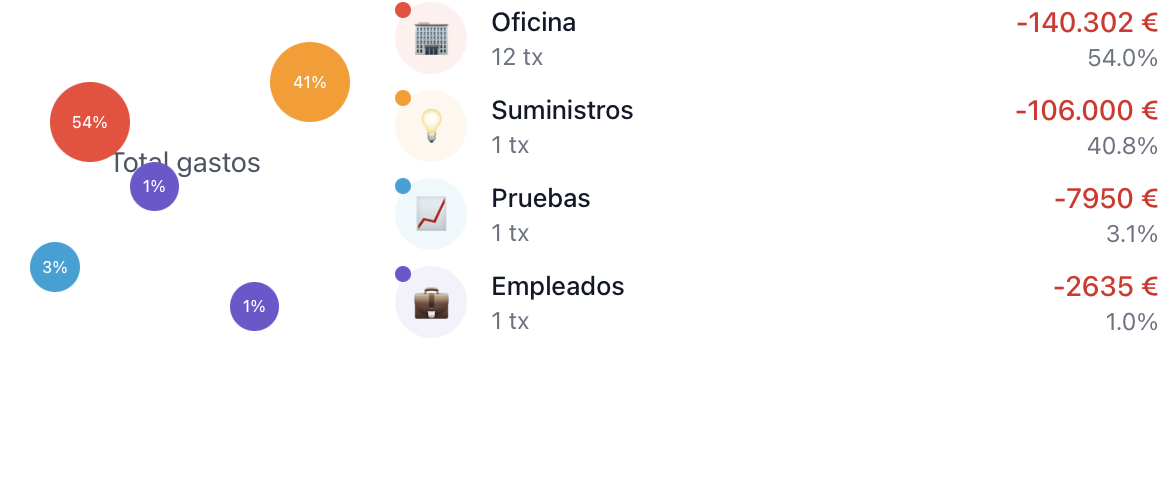 54%
41%
Total gastos
1%
3%
1%
Oficina
-140.302 €
12 tx
54.0%
Suministros
-106.000 €
1 tx
40.8%
Pruebas
-7950 €
1 tx
3.1%
Empleados
-2635 €
1 tx
1.0%